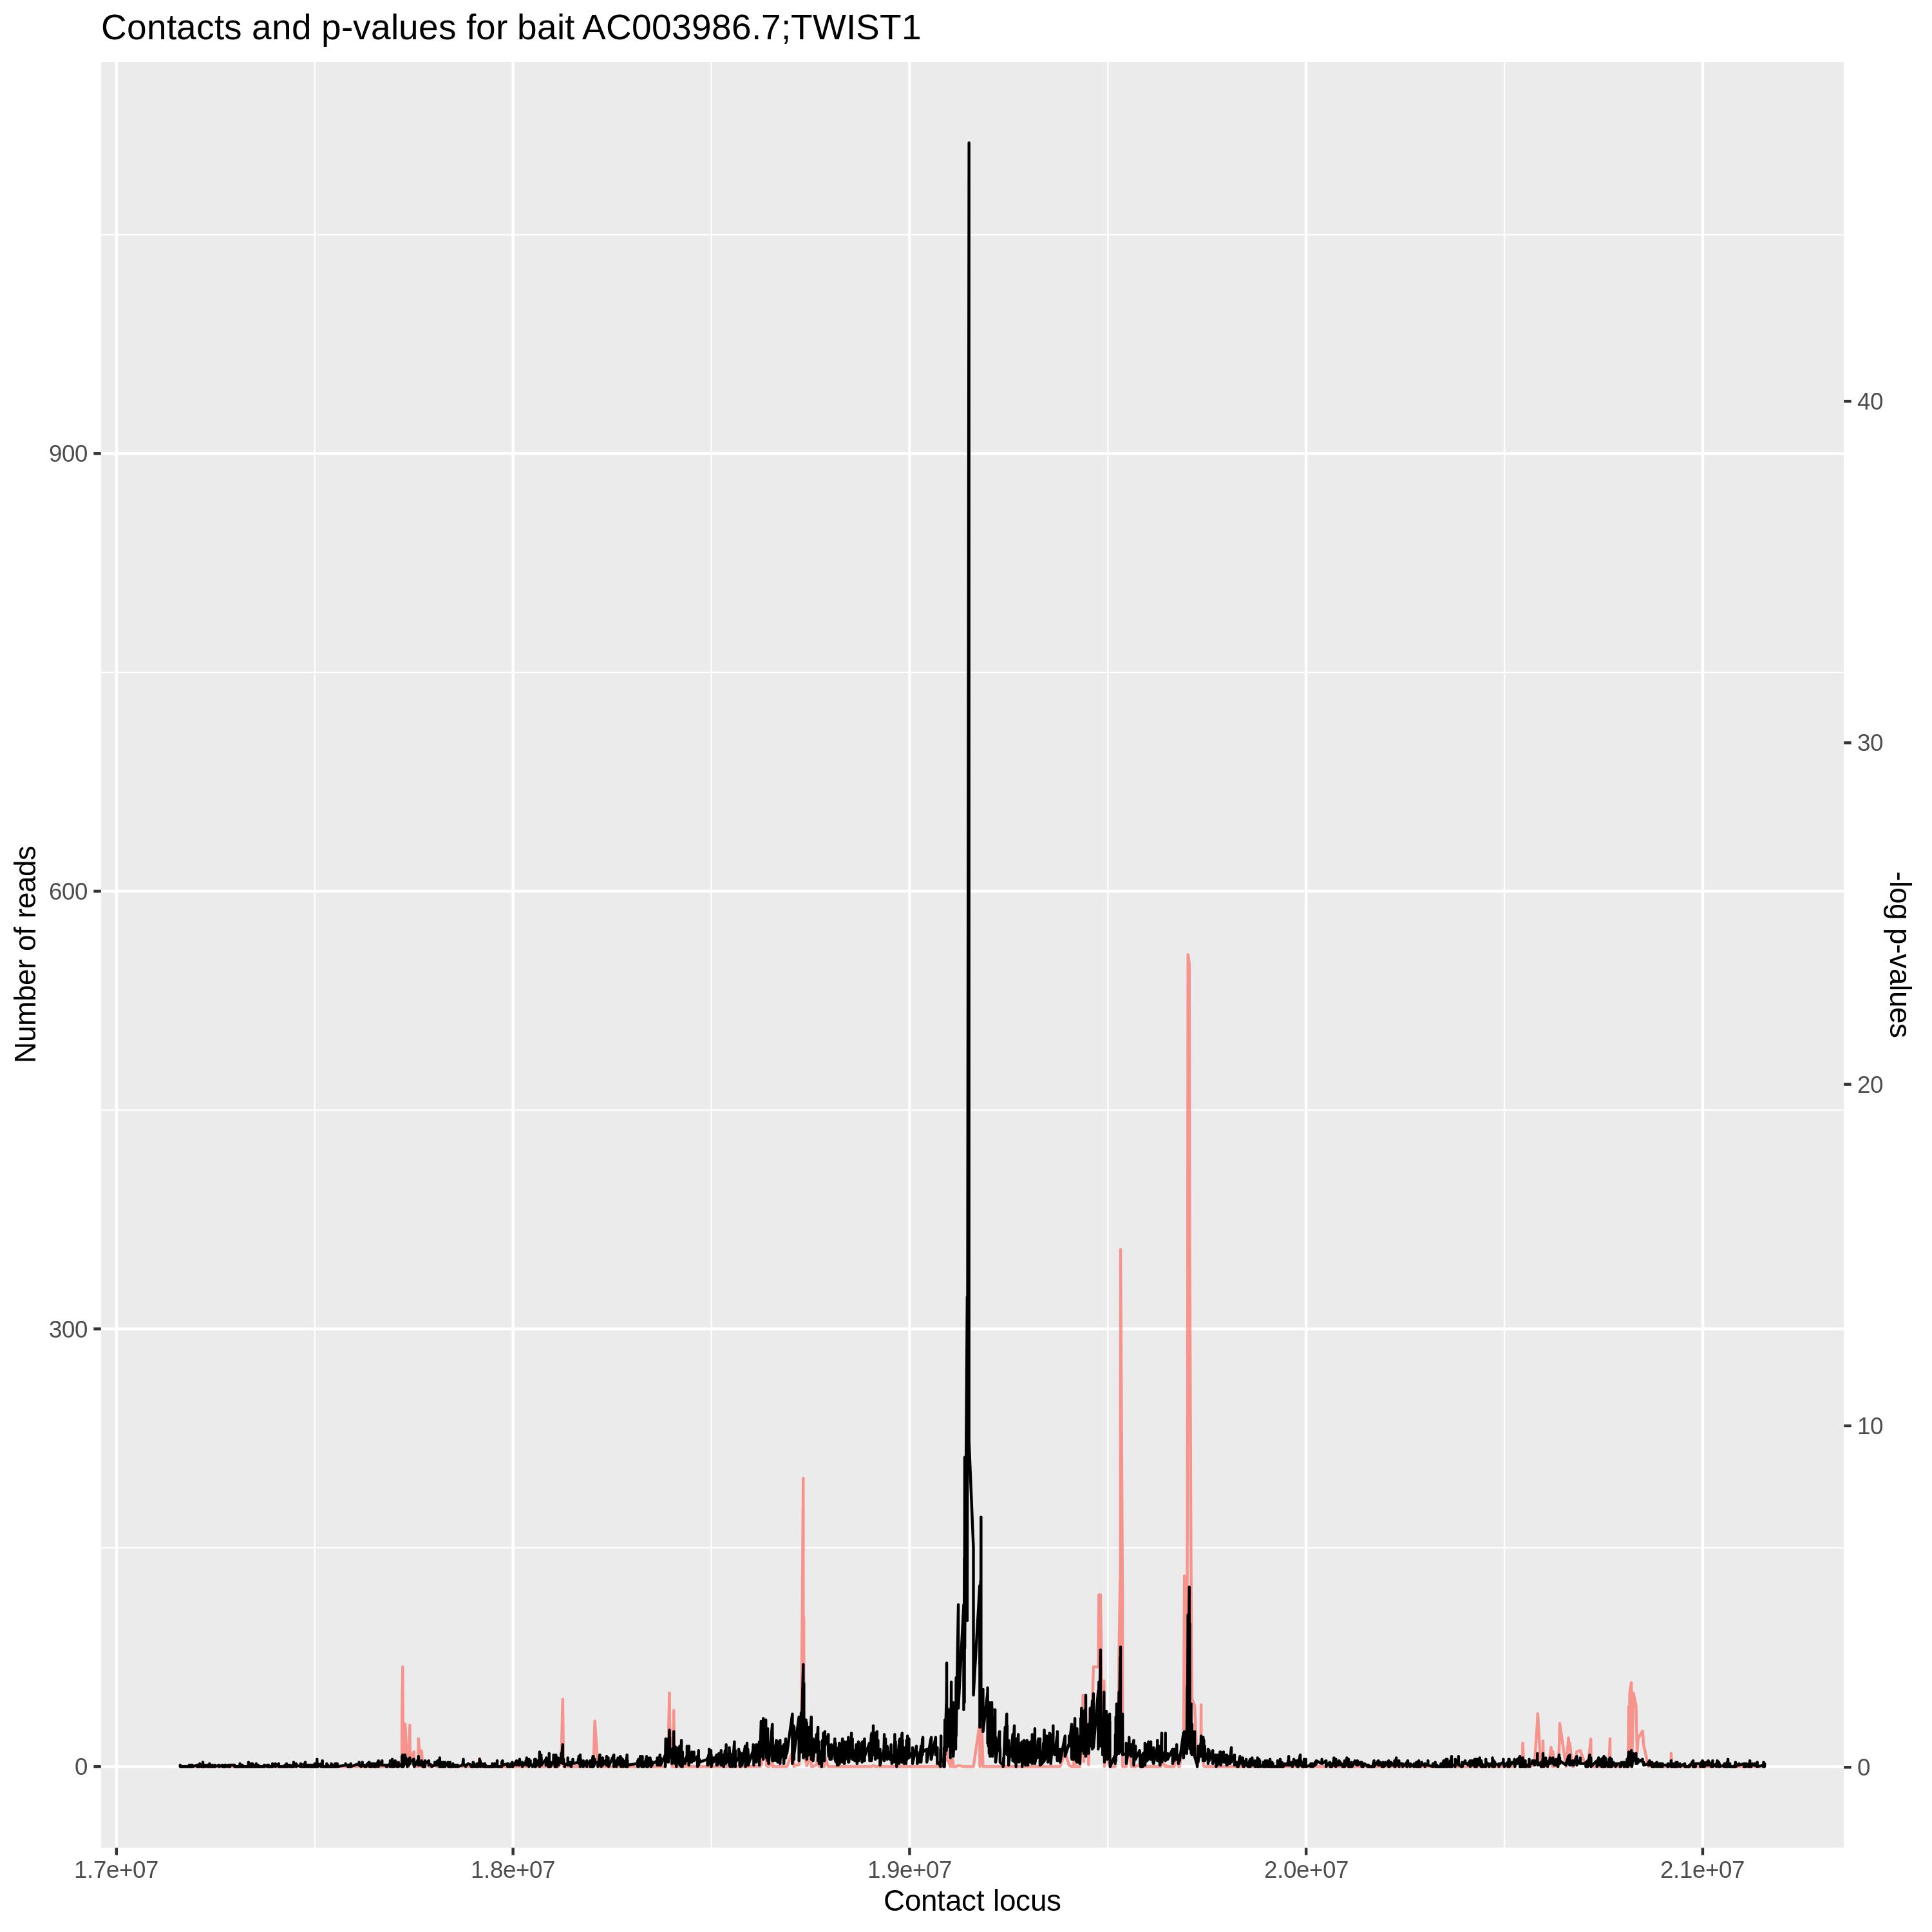 Contacts and p-values for bait AC003986.7;TWIST1
Number of reads
900
600
300
0
40
30
20
10
0
-log p-values
1.7e+07 1.8e+07 1.9e+07 2.0e+07 2.1e+07
Contact locus